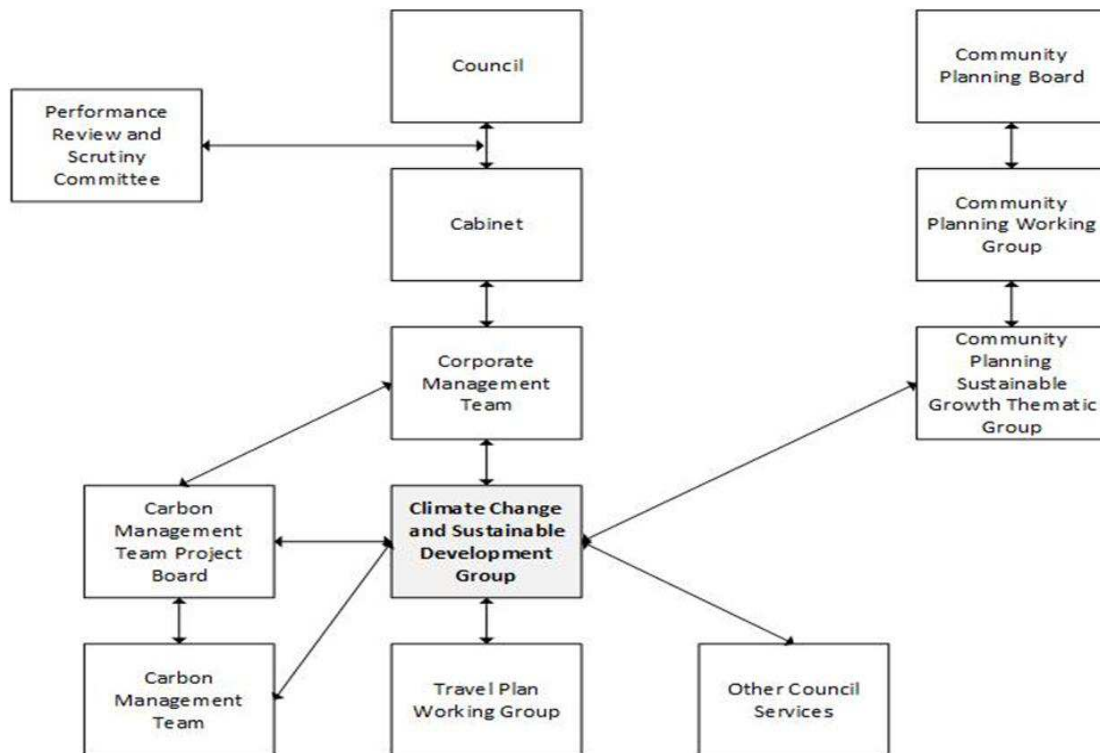 Council
Community
Planning Board
Performance
Review and
Scrutiny
Committee
Cabinet
Community
Planning Working
Group
Corporate
Management
Team
Community
Planning
Sustainable
Growth Thematic
Group
Carbon
Management
Team Project
Board
Climate Change
and Sustainable
Development
Group
Carbon
Management
Team
Travel Plan
Working Group
Other Council
Services